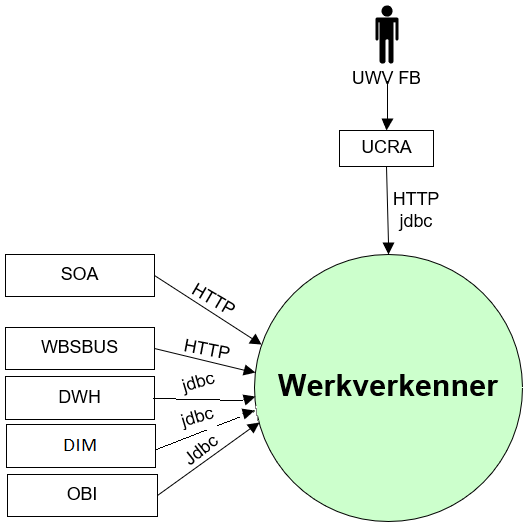 UWV FB
UCRA
HTTP
jdbc
SOA
HTTP
WBSBUS
HTTP
DWH
jdbc
DIM
jdbc
OBI
Jdbc
Werkverkenner